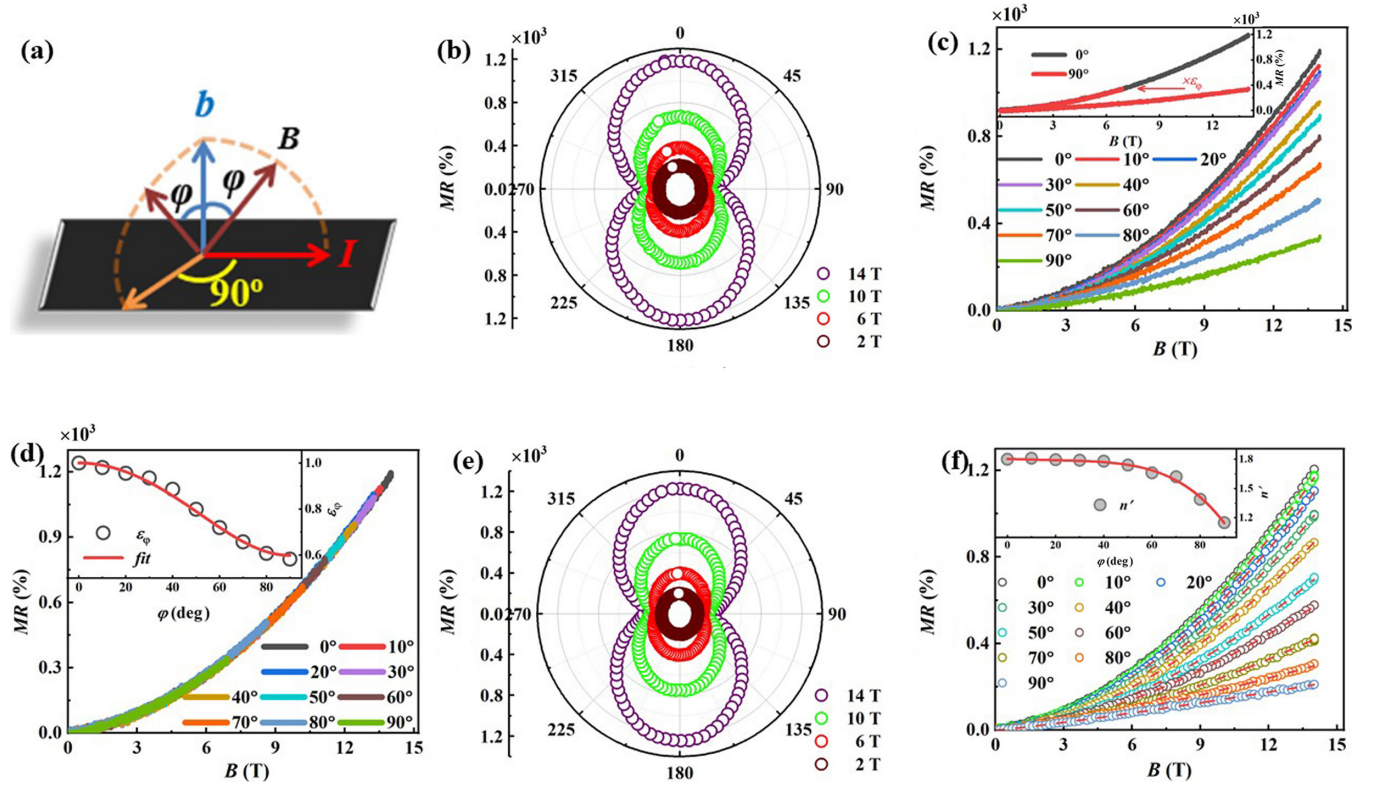 (a)
b
B
φ
φ
I
90°
(b)
×10³
0
45
90
135
180
225
270
315
1.2
0.8
0.4
0.0
0.4
0.8
1.2
MR (%)
14 T
10 T
6 T
2 T
(c)
×10³
1.2
0.8
0.4
0.0
MR (%)
0 3 6 9 12 15
B (T)
0°
90°
×ε_φ
×10³
1.2
0.8
0.4
0.0
MR (%)
0 3 6 9 12
B (T)
0° 10° 20°
30° 40°
50° 60°
70° 80°
90°
(d)
×10³
1.2
0.9
0.6
0.3
0.0
MR (%)
0 3 6 9 12 15
B (T)
ε_φ
fit
1.0
0.8
0.6
ε_φ
0 20 40 60 80
φ (deg)
0° 10°
20° 30°
40° 50° 60°
70° 80° 90°
(e)
×10³
0
45
90
135
180
225
270
315
1.2
0.8
0.4
0.0
0.4
0.8
1.2
MR (%)
14 T
10 T
6 T
2 T
(f)
1.2
0.8
0.4
0.0
MR (%)
0 3 6 9 12 15
B (T)
n′
1.8
1.5
1.2
n′
0 20 40 60 80
φ (deg)
0° 10° 20°
30° 40°
50° 60°
70° 80°
90°